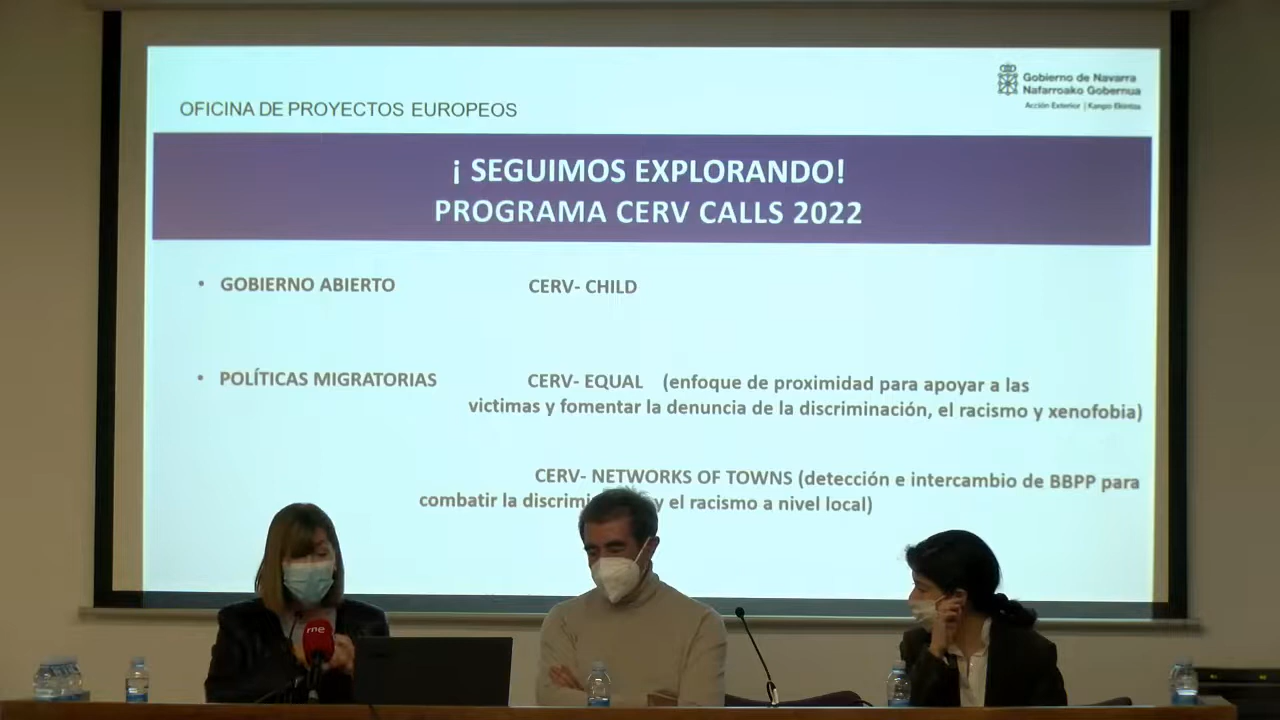 Gobierno de Navarra
Nafarroako Gobernua
Acción Exterior | Kanpo Ekintza
OFICINA DE PROYECTOS EUROPEOS
¡ SEGUIMOS EXPLORANDO!
PROGRAMA CERV CALLS 2022
• GOBIERNO ABIERTO CERV- CHILD
• POLÍTICAS MIGRATORIAS CERV- EQUAL (enfoque de proximidad para apoyar a las
victimas y fomentar la denuncia de la discriminación, el racismo y xenofobia)
CERV- NETWORKS OF TOWNS (detección e intercambio de BBPP para
combatir la discrimi y el racismo a nivel local)
rne